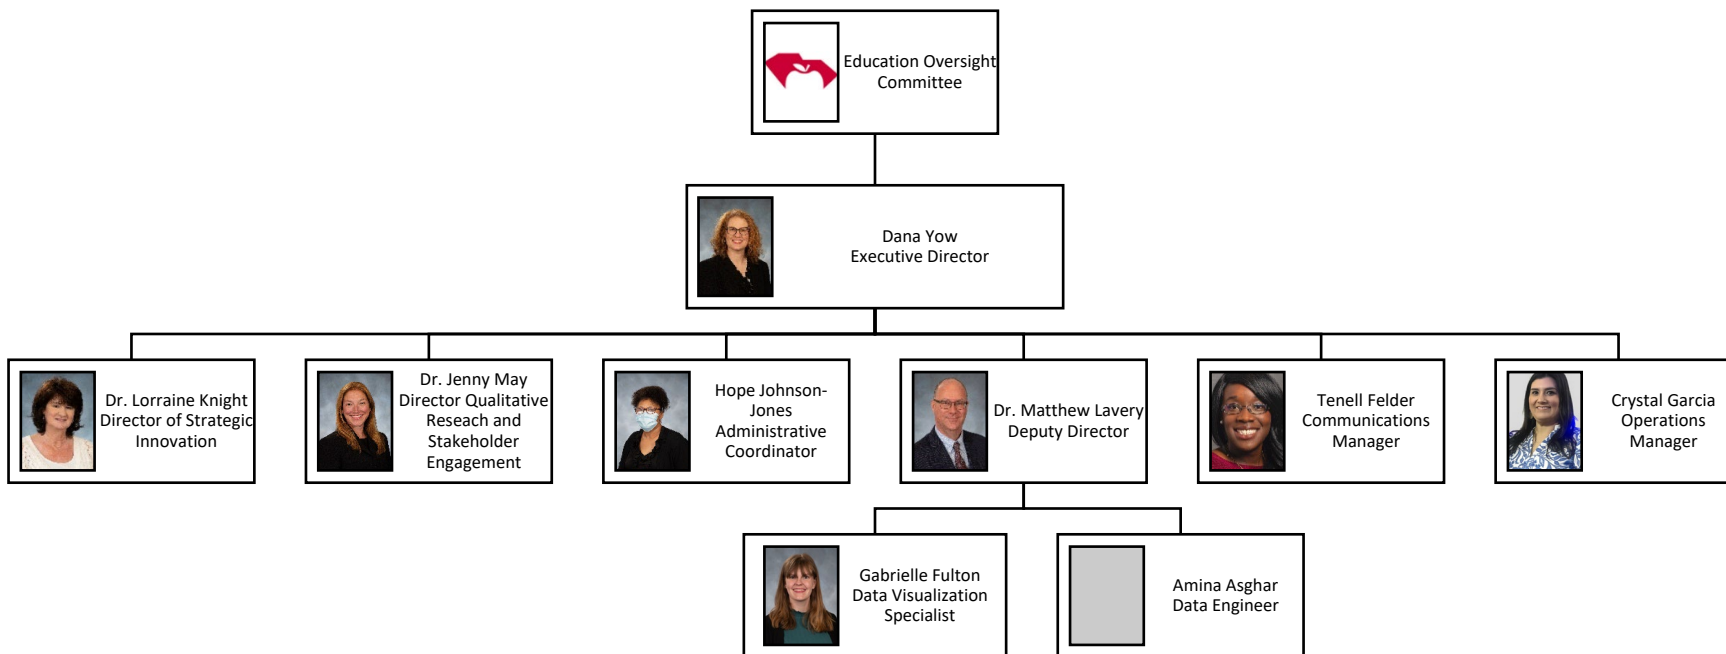 Education Oversight
Committee
Dana Yow
Executive Director
Dr. Lorraine Knight
Director of Strategic
Innovation
Dr. Jenny May
Director Qualitative
Reseach and
Stakeholder
Engagement
Hope Johnson-
Jones
Administrative
Coordinator
Dr. Matthew Lavery
Deputy Director
Tenell Felder
Communications
Manager
Crystal Garcia
Operations
Manager
Gabrielle Fulton
Data Visualization
Specialist
Amina Asghar
Data Engineer